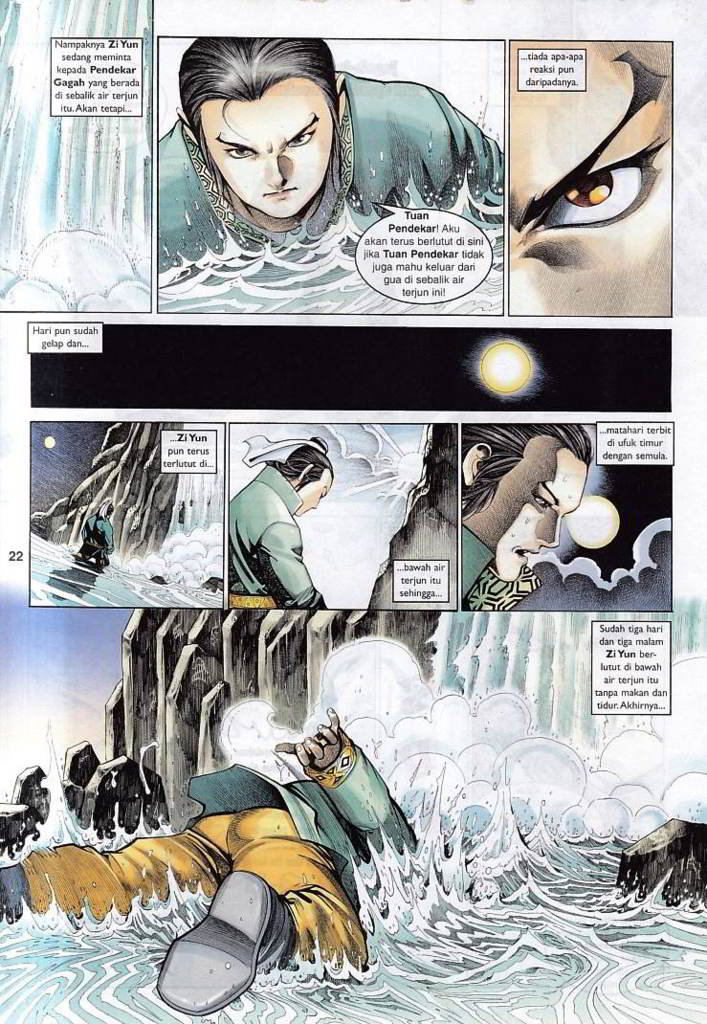 Nampaknya Zi Yun
sedang meminta
kepada Pendekar
Gagah yang berada
di sebalik air terjun
itu. Akan tetapi...
Tuan
Pendekar! Aku
akan terus berlutut di sini
jika Tuan Pendekar tidak
juga mahu keluar dari
gua di sebalik air
terjun ini!
...tiada apa-apa
reaksi pun
daripadanya.
Hari pun sudah
gelap dan...
...Zi Yun
pun terus
terlutut di...
...bawah air
terjun itu
sehingga...
...matahari terbit
di ufuk timur
dengan semula.
22
Sudah tiga hari
dan tiga malam
Zi Yun ber-
lutut di bawah
air terjun itu
tanpa makan dan
tidur. Akhirnya...